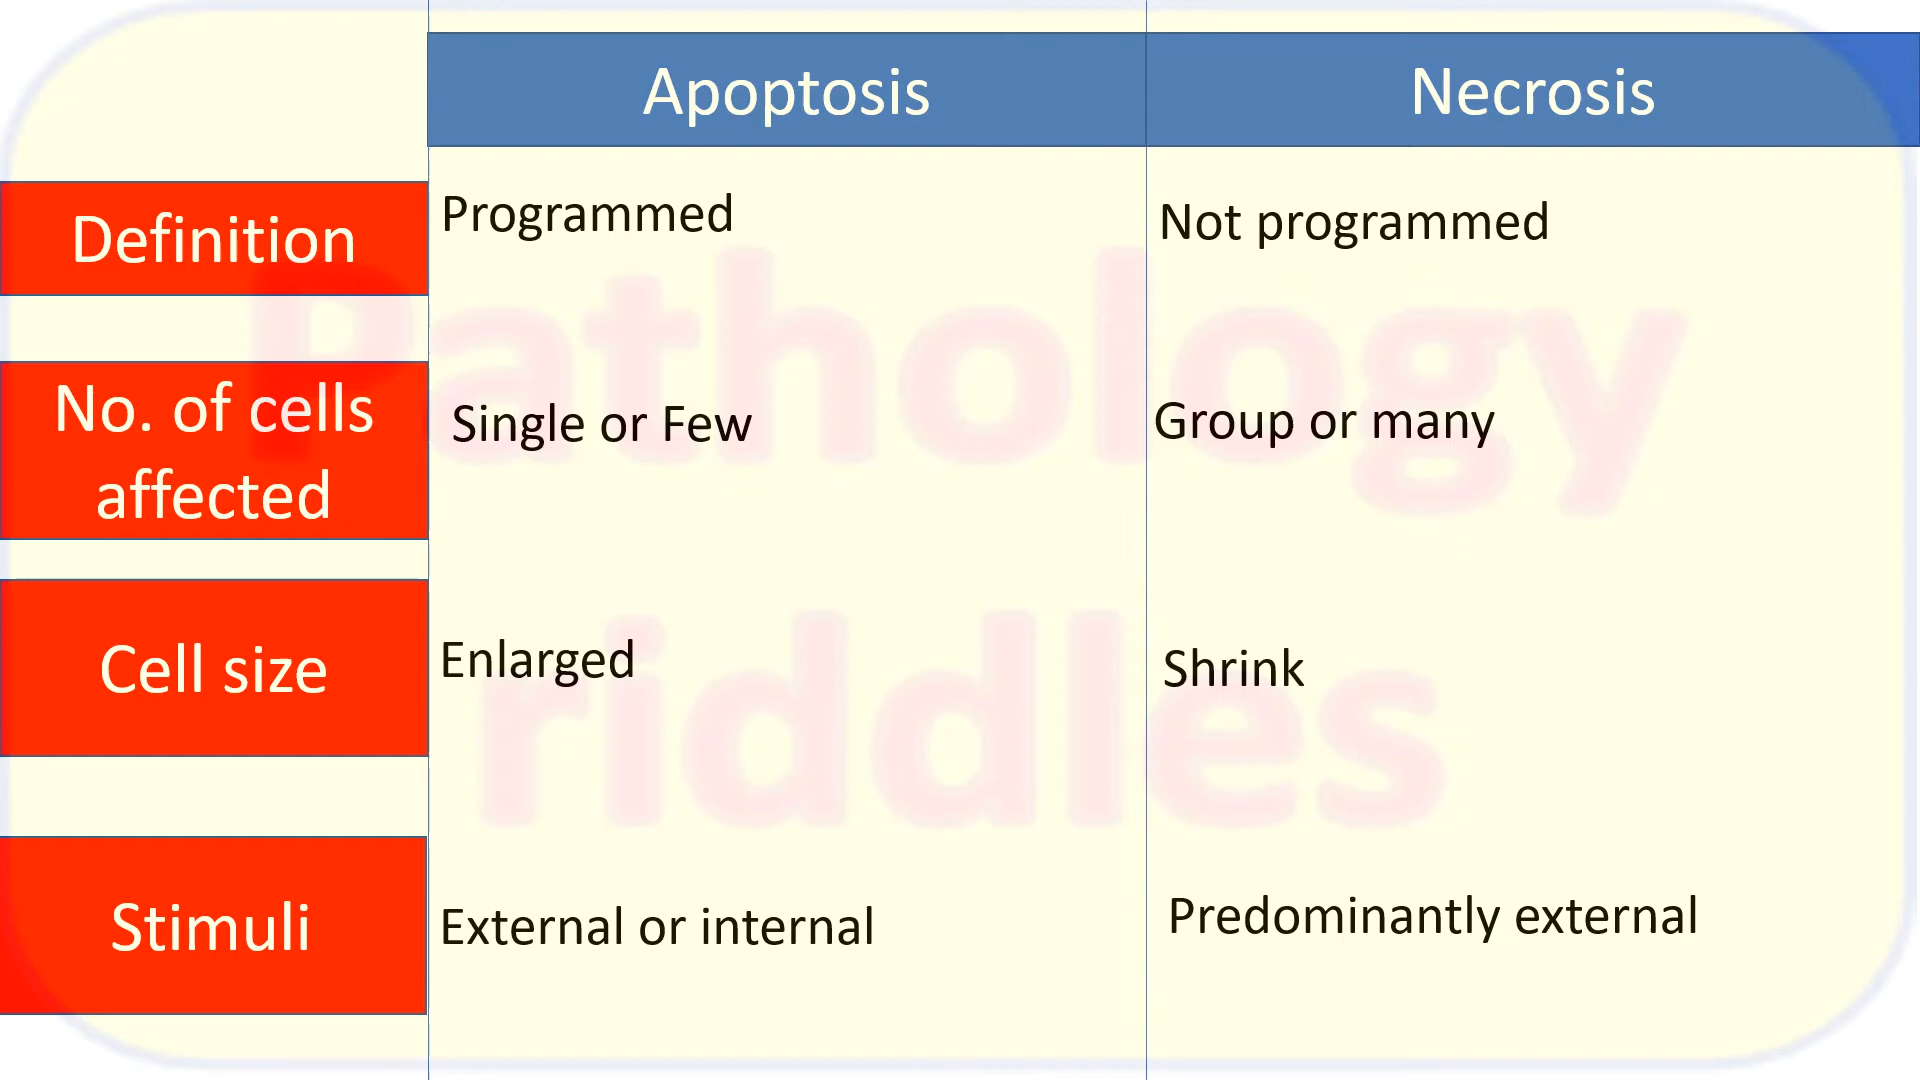 Apoptosis Necrosis
Definition Programmed Not programmed
No. of cells
affected Single or Few Group or many
Cell size Enlarged Shrink
Stimuli External or internal Predominantly external
Pathology
riddles